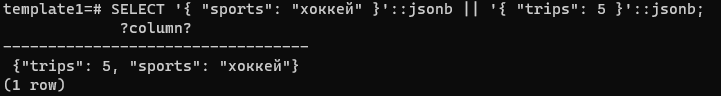 template1=# SELECT '{ "sports": "хоккей" }'::jsonb || '{ "trips": 5 }'::jsonb;
?column?
----------------------------------
{"trips": 5, "sports": "хоккей"}
(1 row)